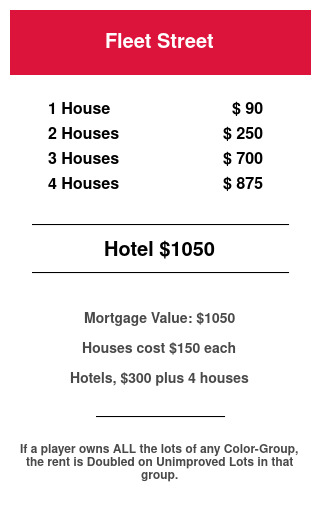 Fleet Street
1 House $ 90
2 Houses $ 250
3 Houses $ 700
4 Houses $ 875
Hotel $1050
Mortgage Value: $1050
Houses cost $150 each
Hotels, $300 plus 4 houses
If a player owns ALL the lots of any Color-Group,
the rent is Doubled on Unimproved Lots in that
group.